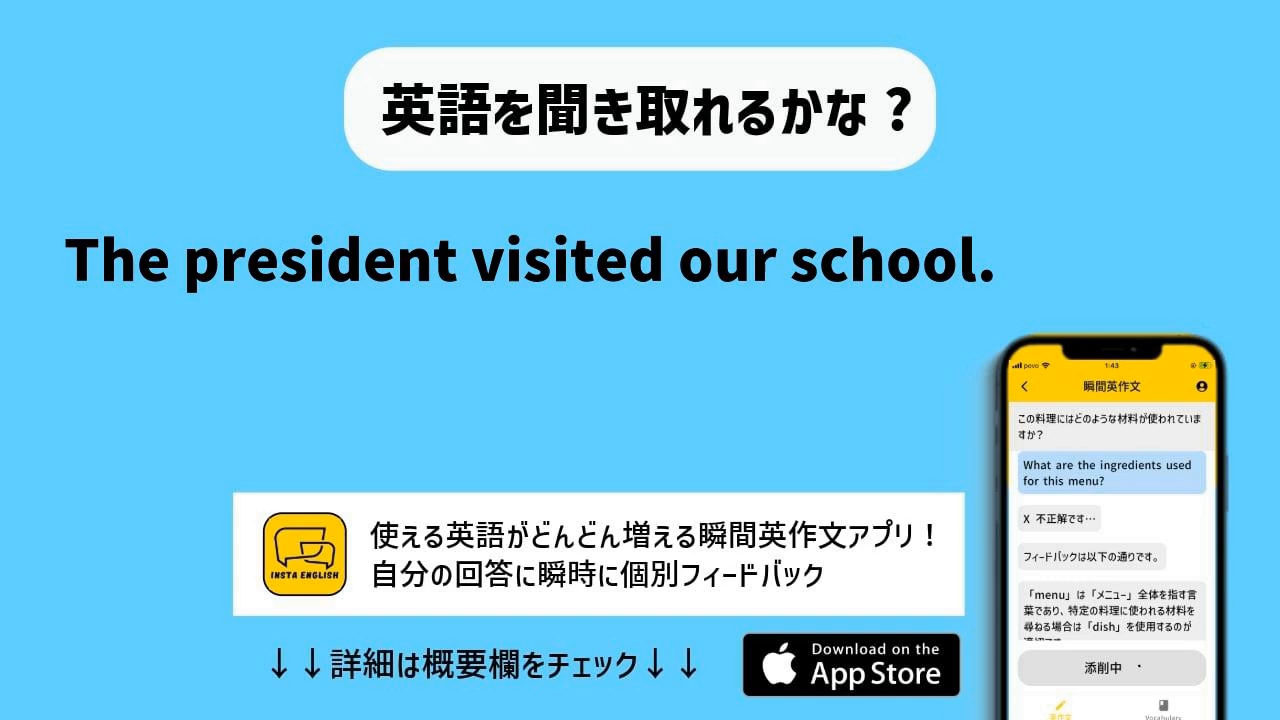 英語を聞き取れるかな？
The president visited our school.
povo
1:43
瞬間英作文
この料理にはどのような材料が使われていま
すか？
What are the ingredients used
for this menu?
X 不正解です…
フィードバックは以下の通りです。
「menu」は「メニュー」全体を指す言
葉であり、特定の料理に使われる材料を
尋ねる場合は「dish」を使用するのが
添削中
英作文
Vocabulary
INSTA ENGLISH
使える英語がどんどん増える瞬間英作文アプリ！
自分の回答に瞬時に個別フィードバック
↓↓詳細は概要欄をチェック↓↓
Download on the
App Store